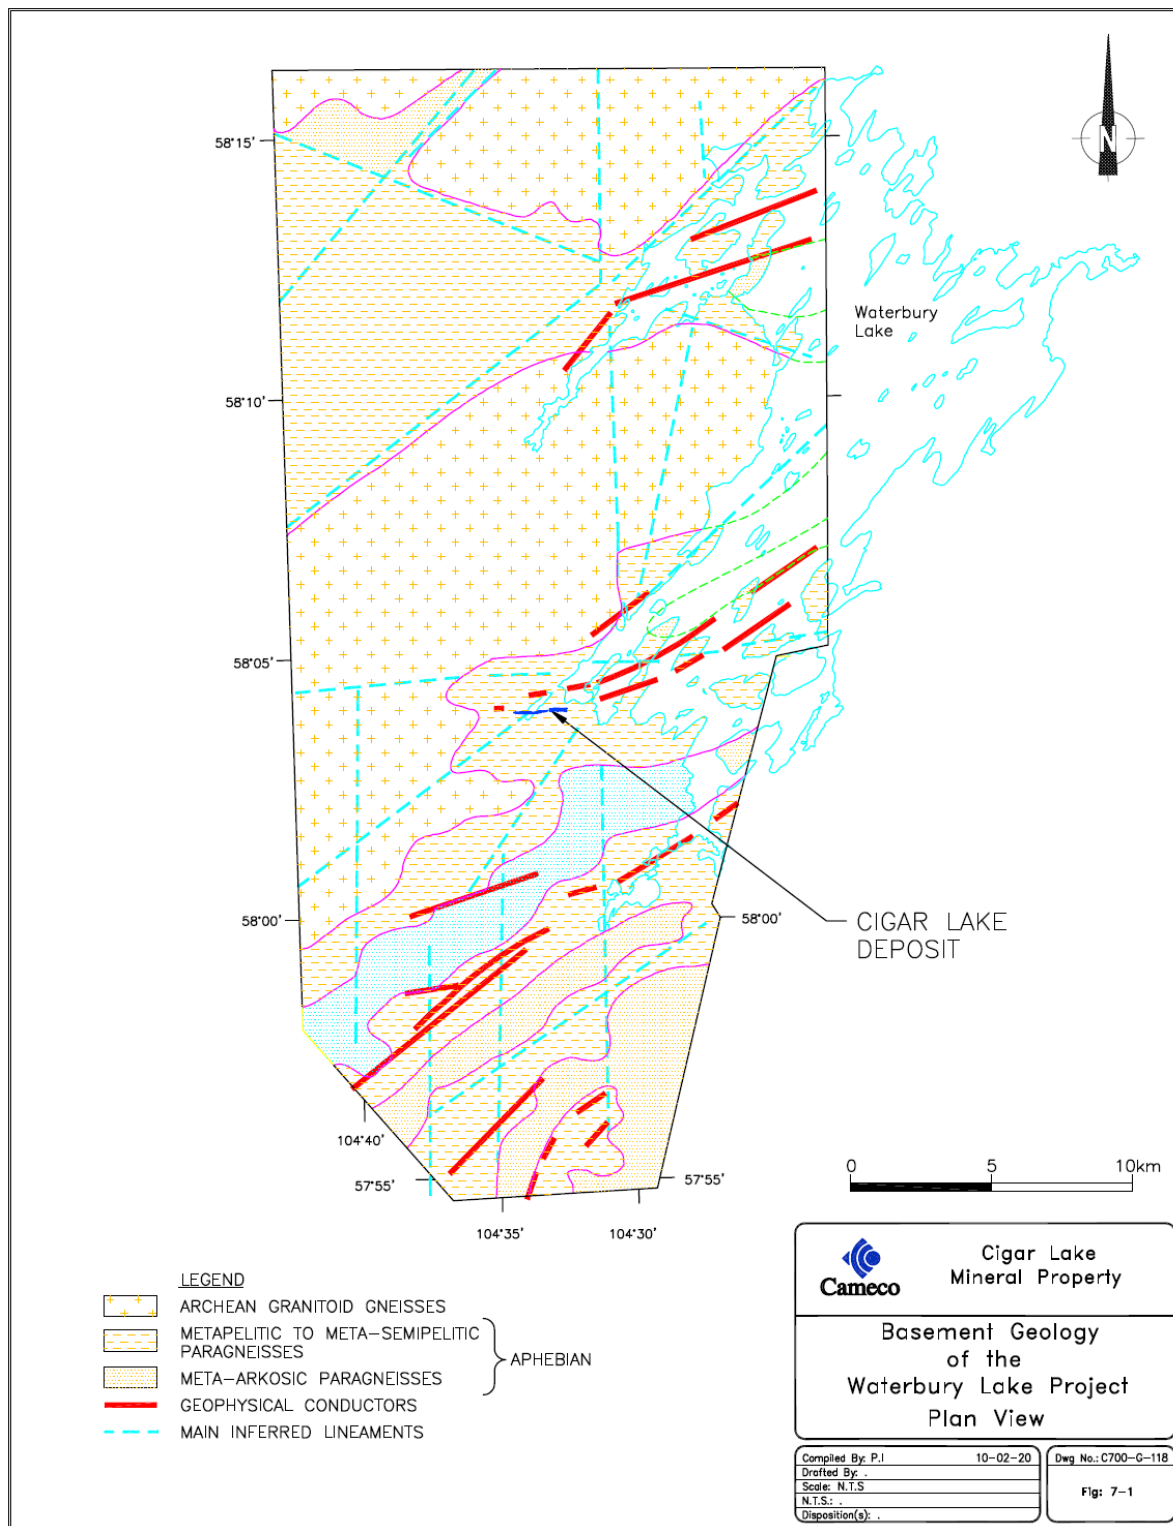 N
58°15'
Waterbury
Lake
58°10'
58°05'
58°00'
58°00'
CIGAR LAKE
DEPOSIT
104°40'
57°55'
57°55'
104°35'
104°30'
0 5 10km
LEGEND
ARCHEAN GRANITOID GNEISSES
METAPELITIC TO META-SEMIPELITIC
PARAGNEISSES
APHEBIAN
META-ARKOSIC PARAGNEISSES
GEOPHYSICAL CONDUCTORS
MAIN INFERRED LINEAMENTS
Cameco
Cigar Lake
Mineral Property
Basement Geology
of the
Waterbury Lake Project
Plan View
Compiled By: P.I 10-02-20
Drafted By: .
Scale: N.T.S
N.T.S.: .
Disposition(s): .
Dwg No.: C700-G-118
Fig: 7-1